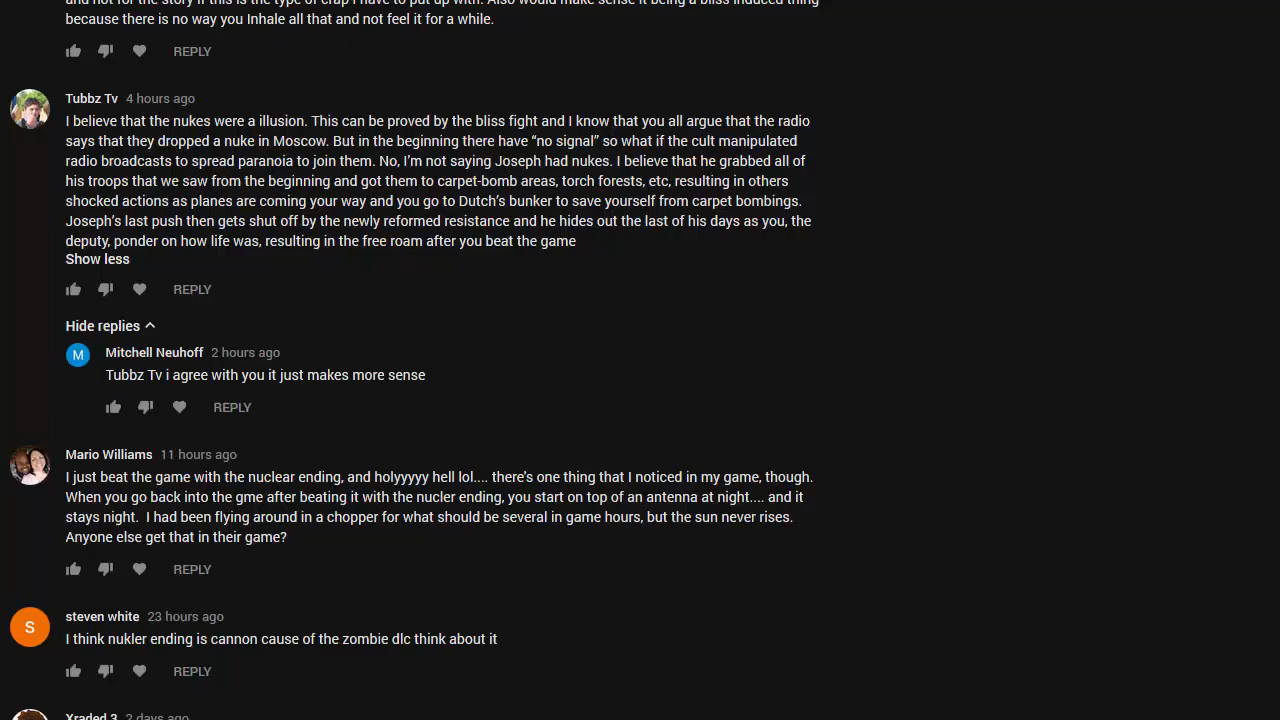 and not for the story if this is the type of crap I have to put up with. Also would make sense it being a bliss induced thing
because there is no way you Inhale all that and not feel it for a while.
REPLY
Tubbz Tv 4 hours ago
I believe that the nukes were a illusion. This can be proved by the bliss fight and I know that you all argue that the radio
says that they dropped a nuke in Moscow. But in the beginning there have “no signal” so what if the cult manipulated
radio broadcasts to spread paranoia to join them. No, I’m not saying Joseph had nukes. I believe that he grabbed all of
his troops that we saw from the beginning and got them to carpet-bomb areas, torch forests, etc, resulting in others
shocked actions as planes are coming your way and you go to Dutch’s bunker to save yourself from carpet bombings.
Joseph’s last push then gets shut off by the newly reformed resistance and he hides out the last of his days as you, the
deputy, ponder on how life was, resulting in the free roam after you beat the game
Show less
REPLY
Hide replies
M
Mitchell Neuhoff 2 hours ago
Tubbz Tv i agree with you it just makes more sense
REPLY
Mario Williams 11 hours ago
I just beat the game with the nuclear ending, and holyyyyy hell lol.... there's one thing that I noticed in my game, though.
When you go back into the gme after beating it with the nucler ending, you start on top of an antenna at night.... and it
stays night.  I had been flying around in a chopper for what should be several in game hours, but the sun never rises.
Anyone else get that in their game?
REPLY
S
steven white 23 hours ago
I think nukler ending is cannon cause of the zombie dlc think about it
REPLY
Xraded 3 2 days ago